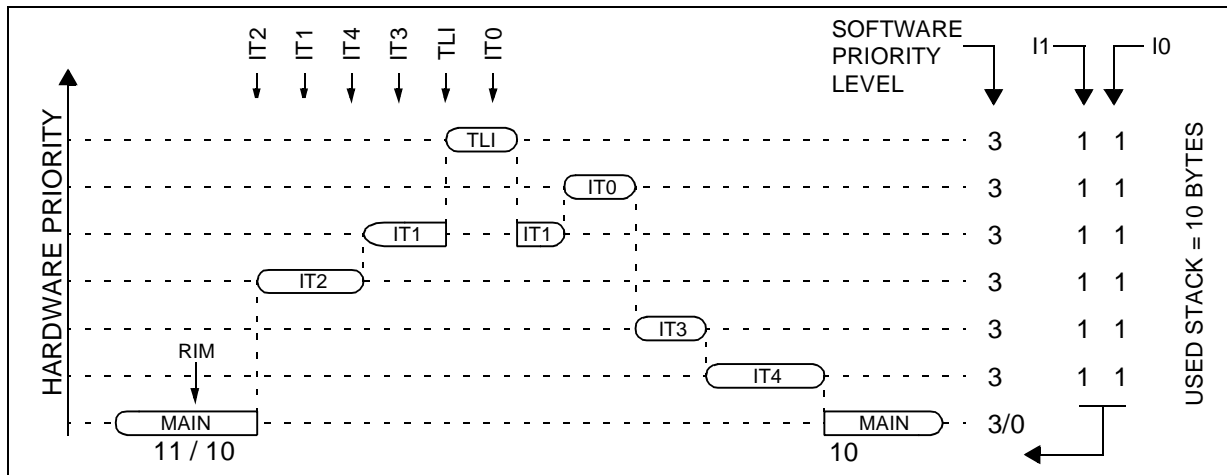 IT2
IT1
IT4
IT3
TLI
IT0
SOFTWARE
PRIORITY
LEVEL
I1
I0
HARDWARE PRIORITY
TLI
3
1 1
IT0
3
1 1
IT1
IT1
3
1 1
IT2
3
1 1
IT3
3
1 1
RIM
IT4
3
1 1
MAIN
MAIN
3/0
11 / 10
10
USED STACK = 10 BYTES